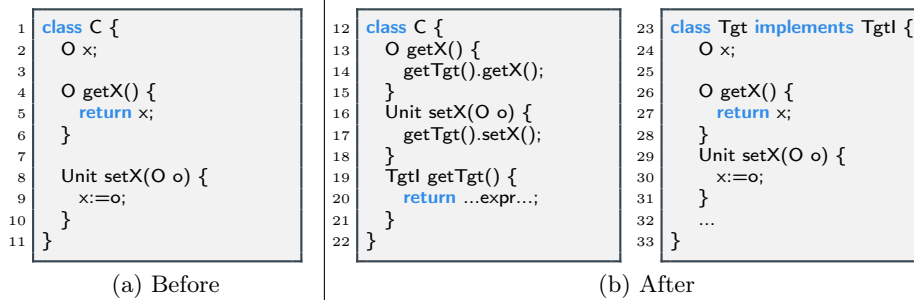 1 class C {
2 O x;
3
4 O getX() {
5 return x;
6 }
7
8 Unit setX(O o) {
9 x:=o;
10 }
11 }
(a) Before
12 class C {
13 O getX() {
14 getTgt().getX();
15 }
16 Unit setX(O o) {
17 getTgt().setX();
18 }
19 TgtI getTgt() {
20 return ...expr...;
21 }
22 }
23 class Tgt implements TgtI {
24 O x;
25
26 O getX() {
27 return x;
28 }
29 Unit setX(O o) {
30 x:=o;
31 }
32 ...
33 }
(b) After